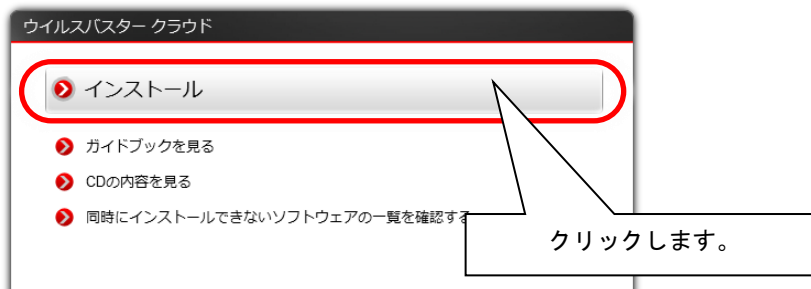 ウイルスバスター クラウド
インストール
ガイドブックを見る
CDの内容を見る
同時にインストールできないソフトウェアの一覧を確認する
クリックします。